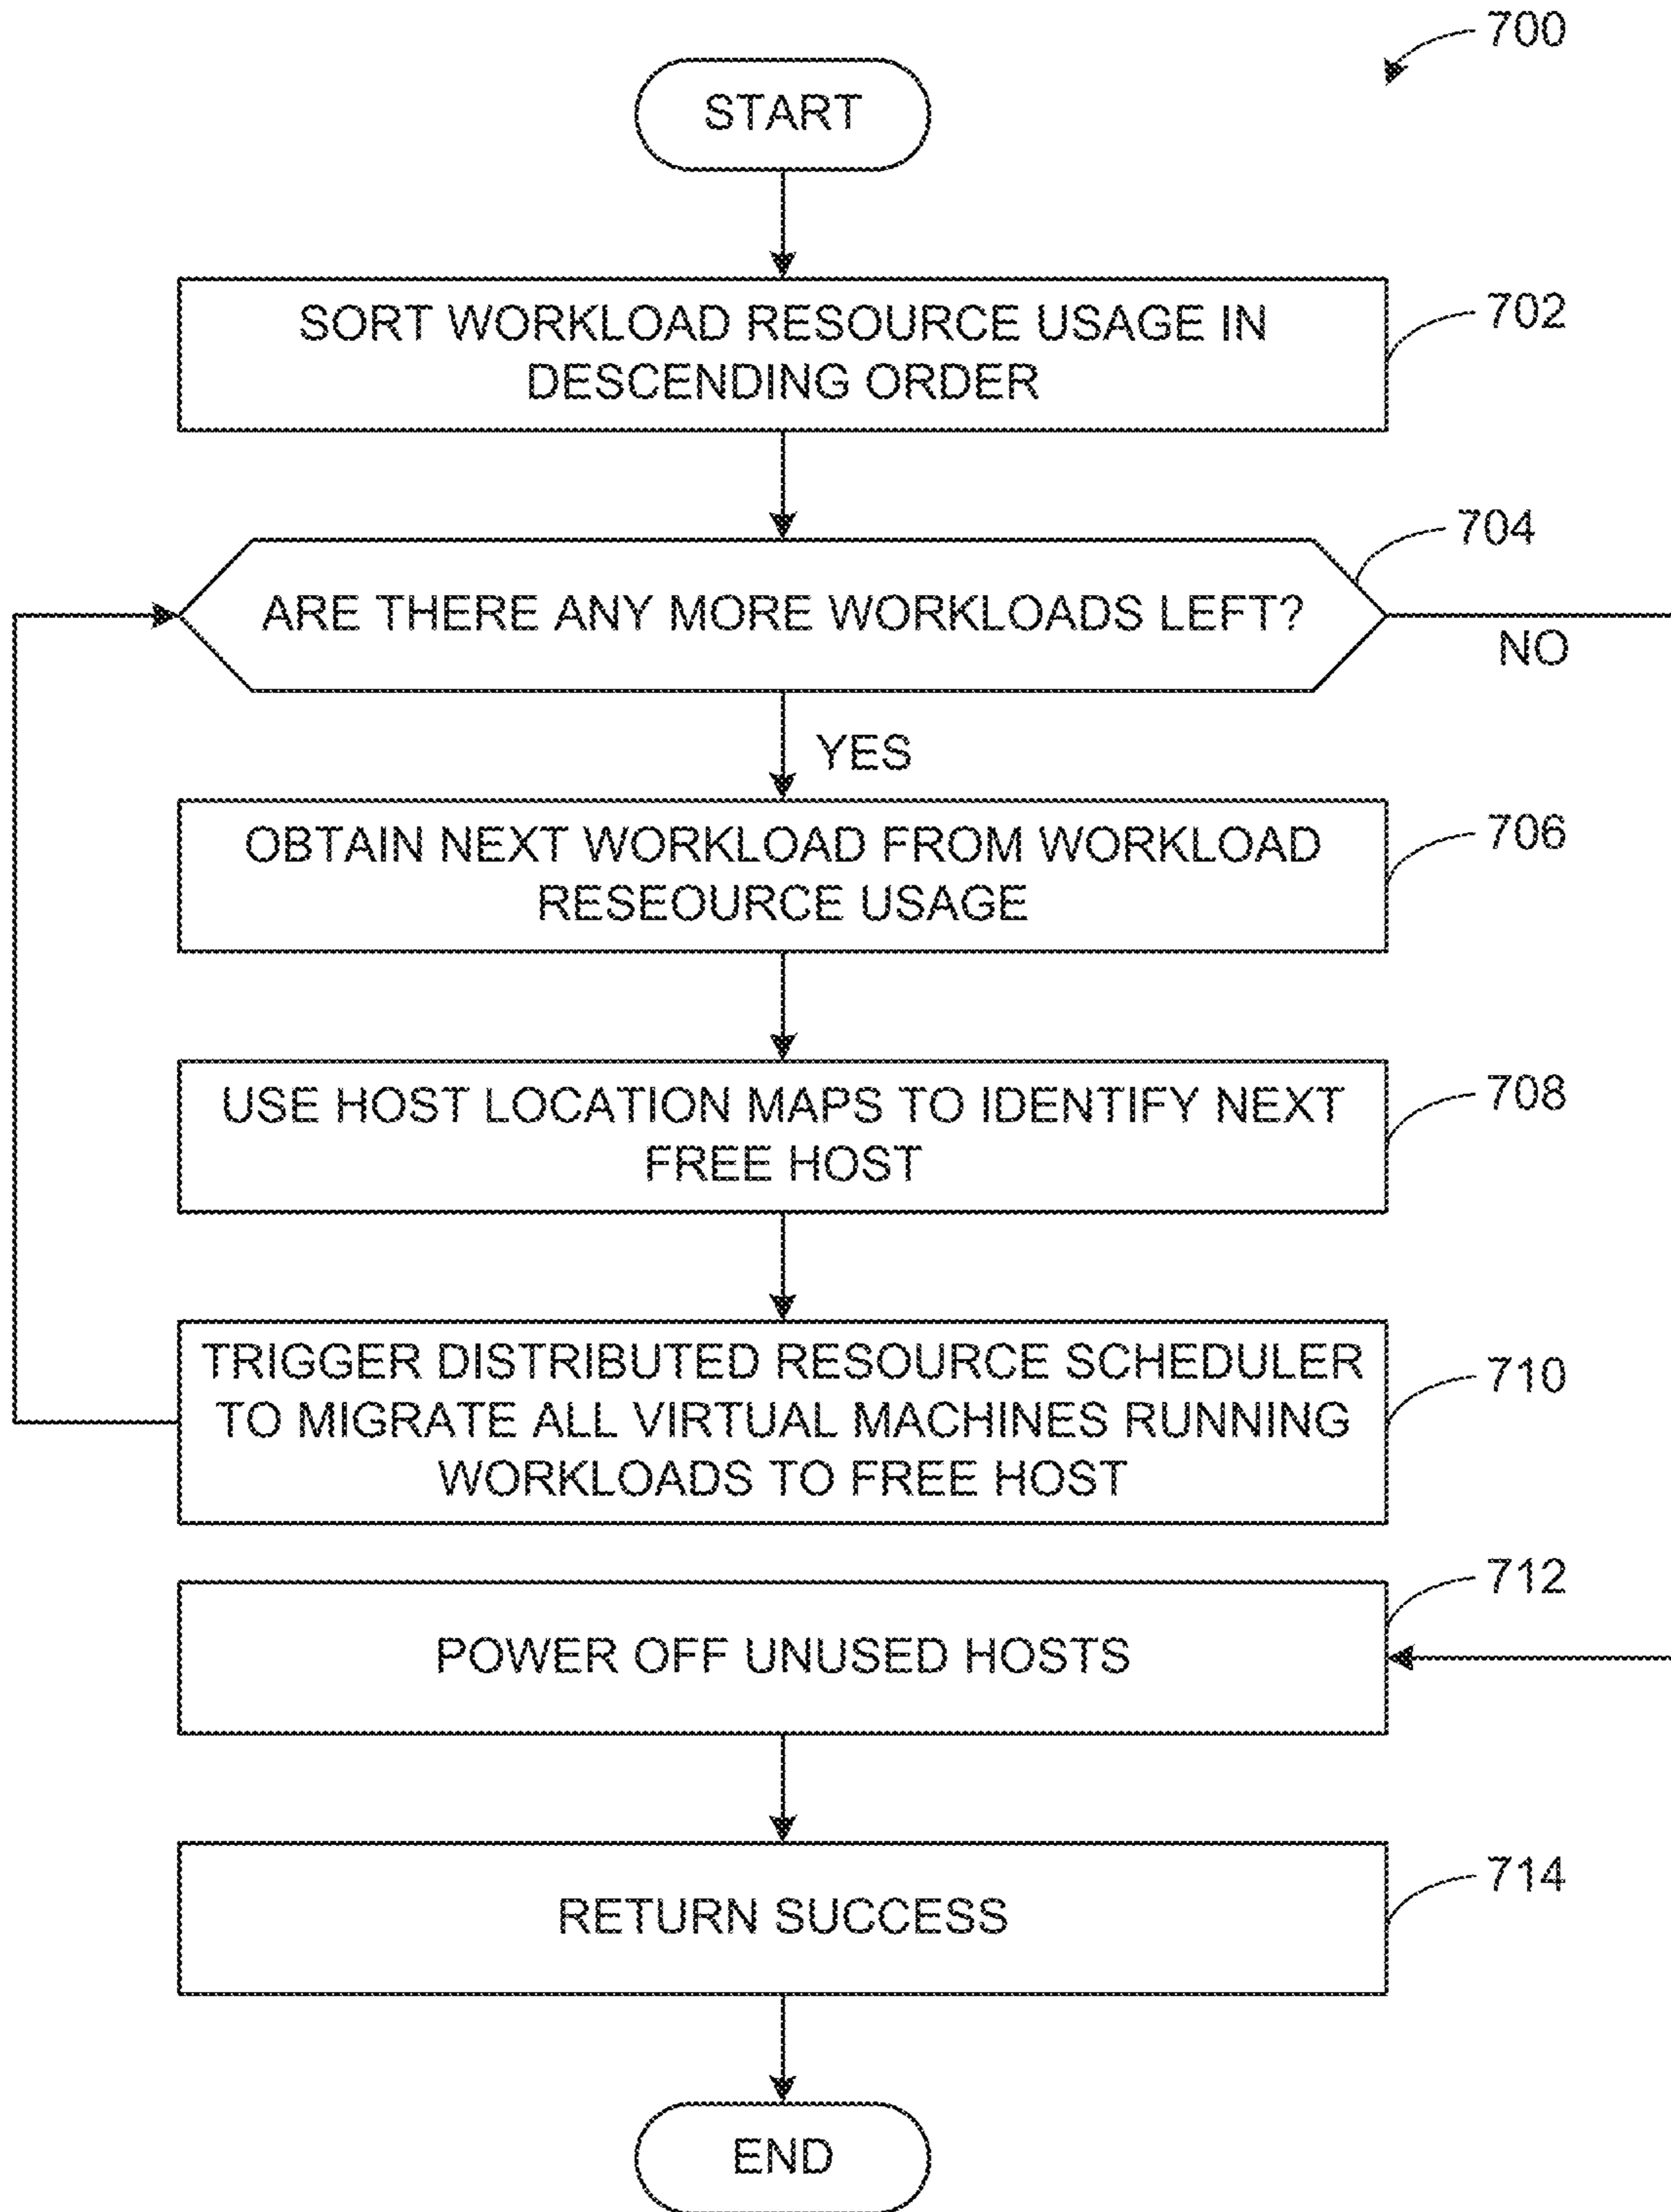 700
START
SORT WORKLOAD RESOURCE USAGE IN
DESCENDING ORDER
702
ARE THERE ANY MORE WORKLOADS LEFT?
704
NO
YES
OBTAIN NEXT WORKLOAD FROM WORKLOAD
RESEOURCE USAGE
706
USE HOST LOCATION MAPS TO IDENTIFY NEXT
FREE HOST
708
TRIGGER DISTRIBUTED RESOURCE SCHEDULER
TO MIGRATE ALL VIRTUAL MACHINES RUNNING
WORKLOADS TO FREE HOST
710
POWER OFF UNUSED HOSTS
712
RETURN SUCCESS
714
END